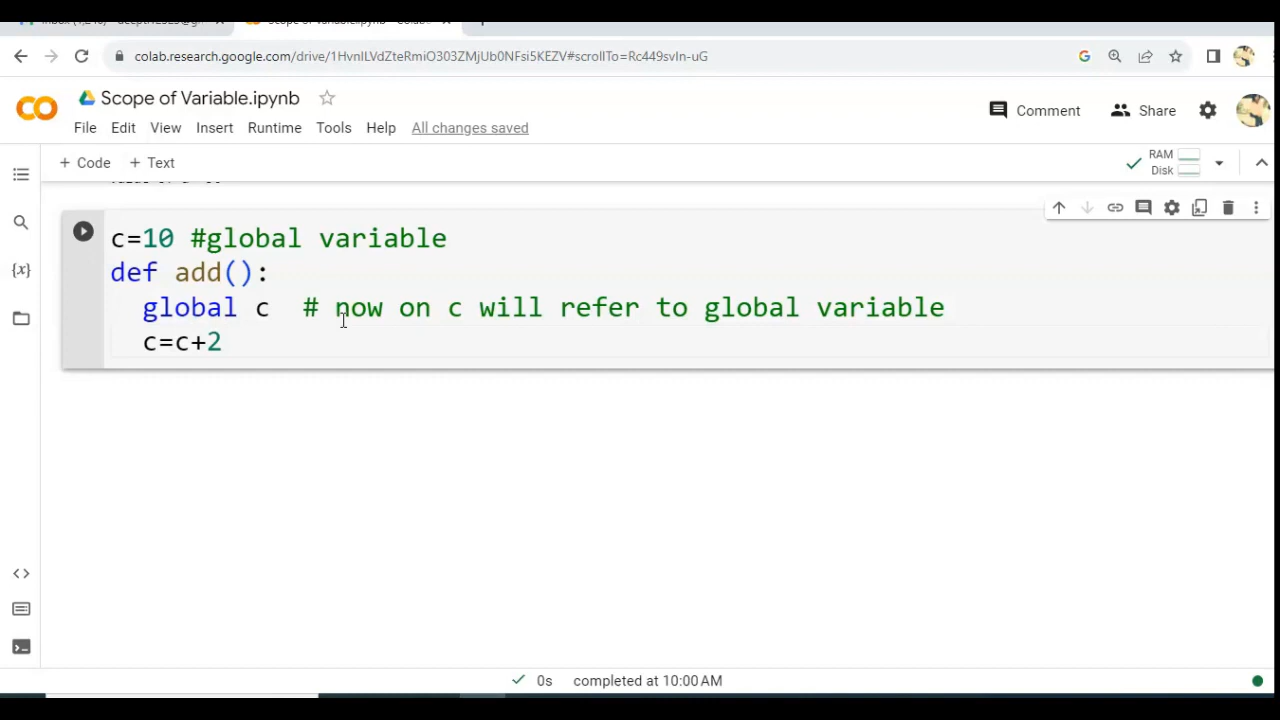 colab.research.google.com/drive/1HvnlLVdZteRmiO303ZMjUb0NFsi5KEZV#scrollTo=Rc449svIn-uG
Scope of Variable.ipynb
Comment
Share
File Edit View Insert Runtime Tools Help All changes saved
+ Code + Text
RAM
Disk
c=10 #global variable
def add():
global c # now on c will refer to global variable
c=c+2
{x}
0s completed at 10:00 AM